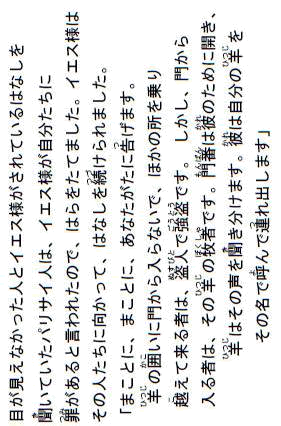 目が見えなかった人とイエス様がされているはなしを
聞いていたパリサイ人は、イエス様が自分たちに
罪があると言われたので、はらをたてました。イエス様は
その人たちに向かって、はなしを続けられました。
「まことに、まことに、あなたがたに告げます。
羊の囲いに門から入らないで、ほかの所を乗り
越えて来る者は、盗人で強盗です。しかし、門から
入る者は、その羊の牧者です。門番は彼のために開き、
羊はその声を聞き分けます。彼は自分の羊を
その名で呼んで連れ出します」